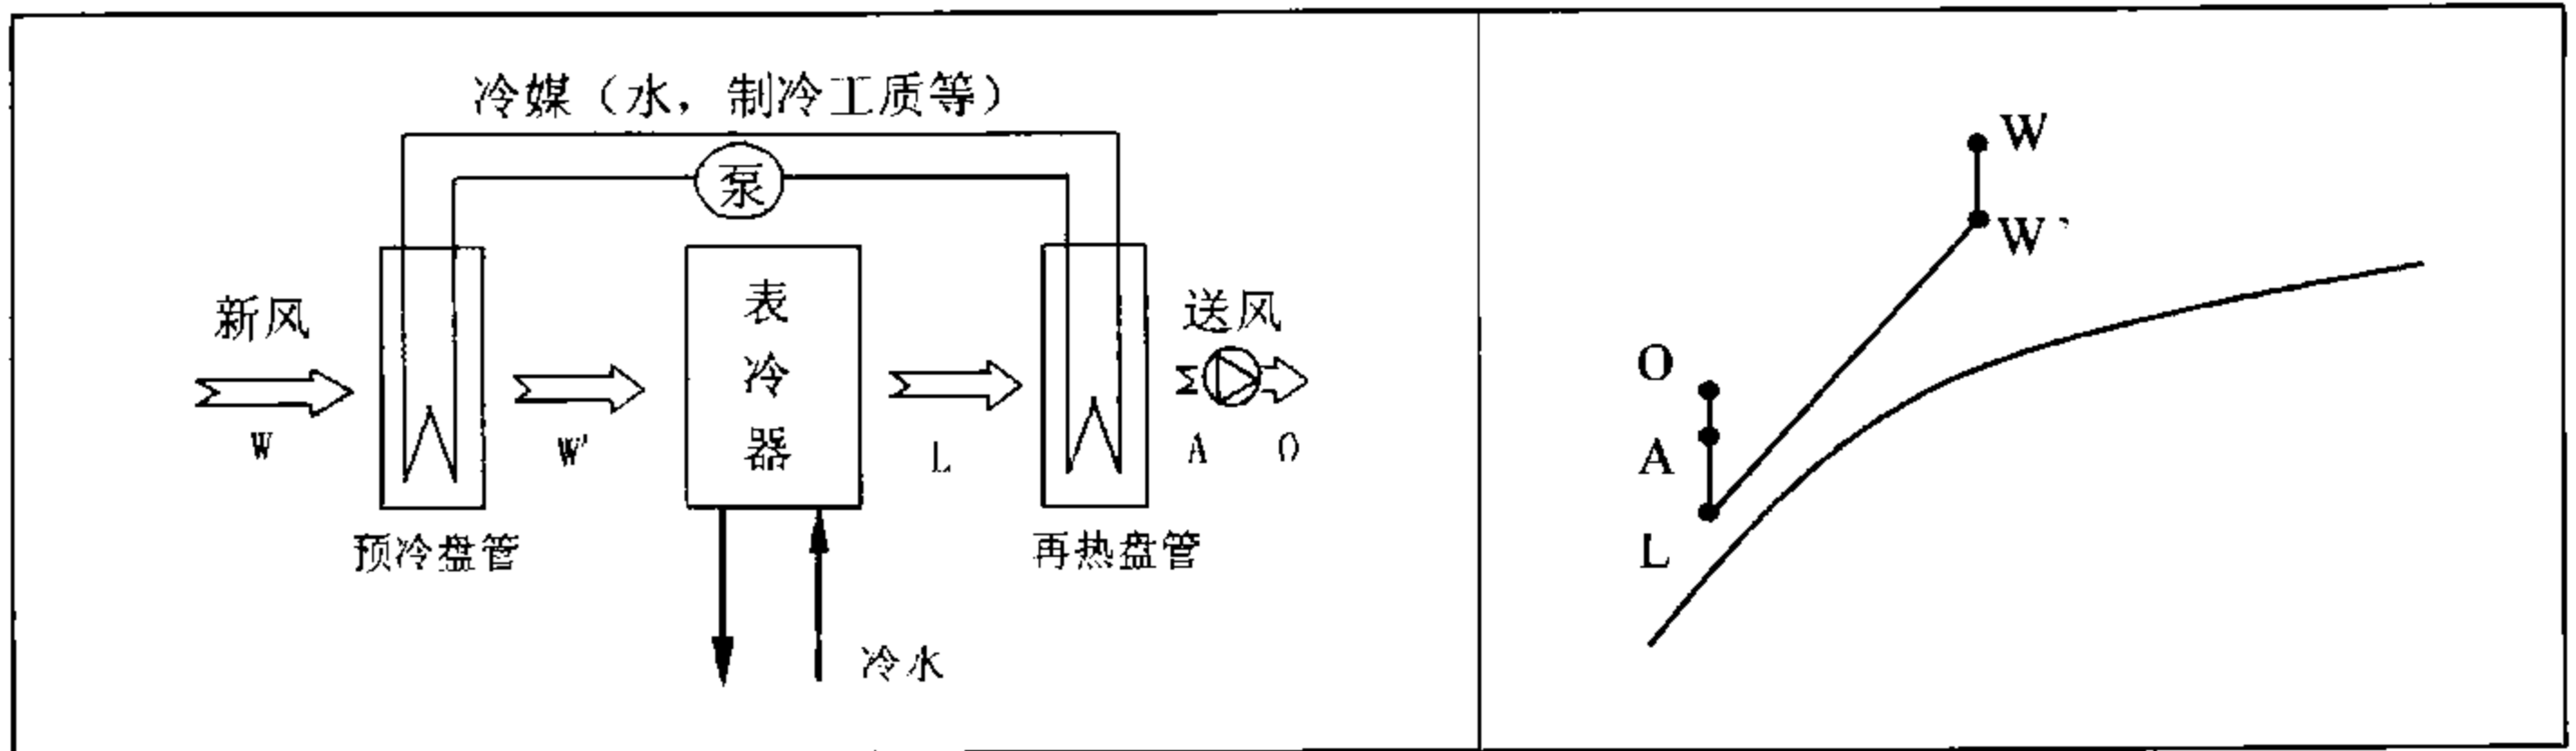 冷媒（水，制冷工质等）
泵
新风
W
预冷盘管
W'
表冷器
冷水
L
再热盘管
送风
A
O
W
W'
O
A
L